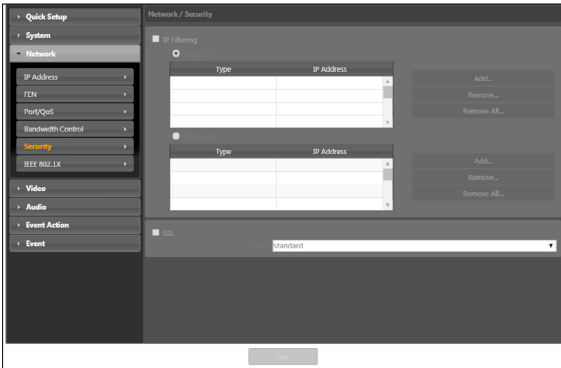 Quick Setup
System
Network
IP Address
FEN
Port/QoS
Bandwidth Control
Security
IEEE 802.1X
Video
Audio
Event Action
Event
Network / Security
IP Filtering
Type IP Address
Add...
Remove...
Remove All...
Type IP Address
Add...
Remove...
Remove All...
SSL
Standard
Save